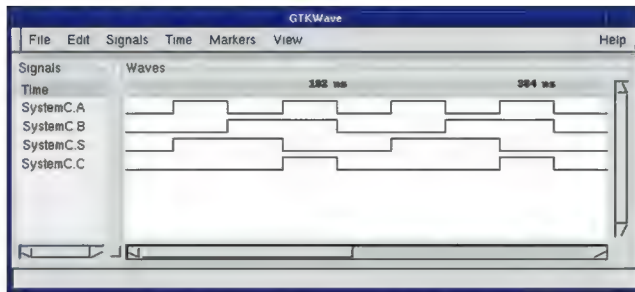 GTKWave
File Edit Signals Time Markers View Help
Signals Waves
Time 192 ns 384 ns
SystemC.A
SystemC B
SystemC.S
SystemC.C